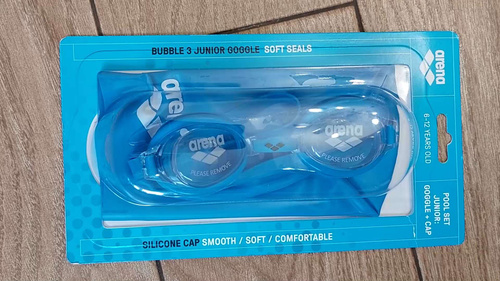 BUBBLE 3 JUNIOR GOGGLE SOFT SEALS
arena
6-12 YEARS OLD
POOL SET
JUNIOR:
GOGGLE + CAP
arena
arena
PLEASE REMOVE
arena
PLEASE REMOVE
SILICONE CAP SMOOTH / SOFT / COMFORTABLE